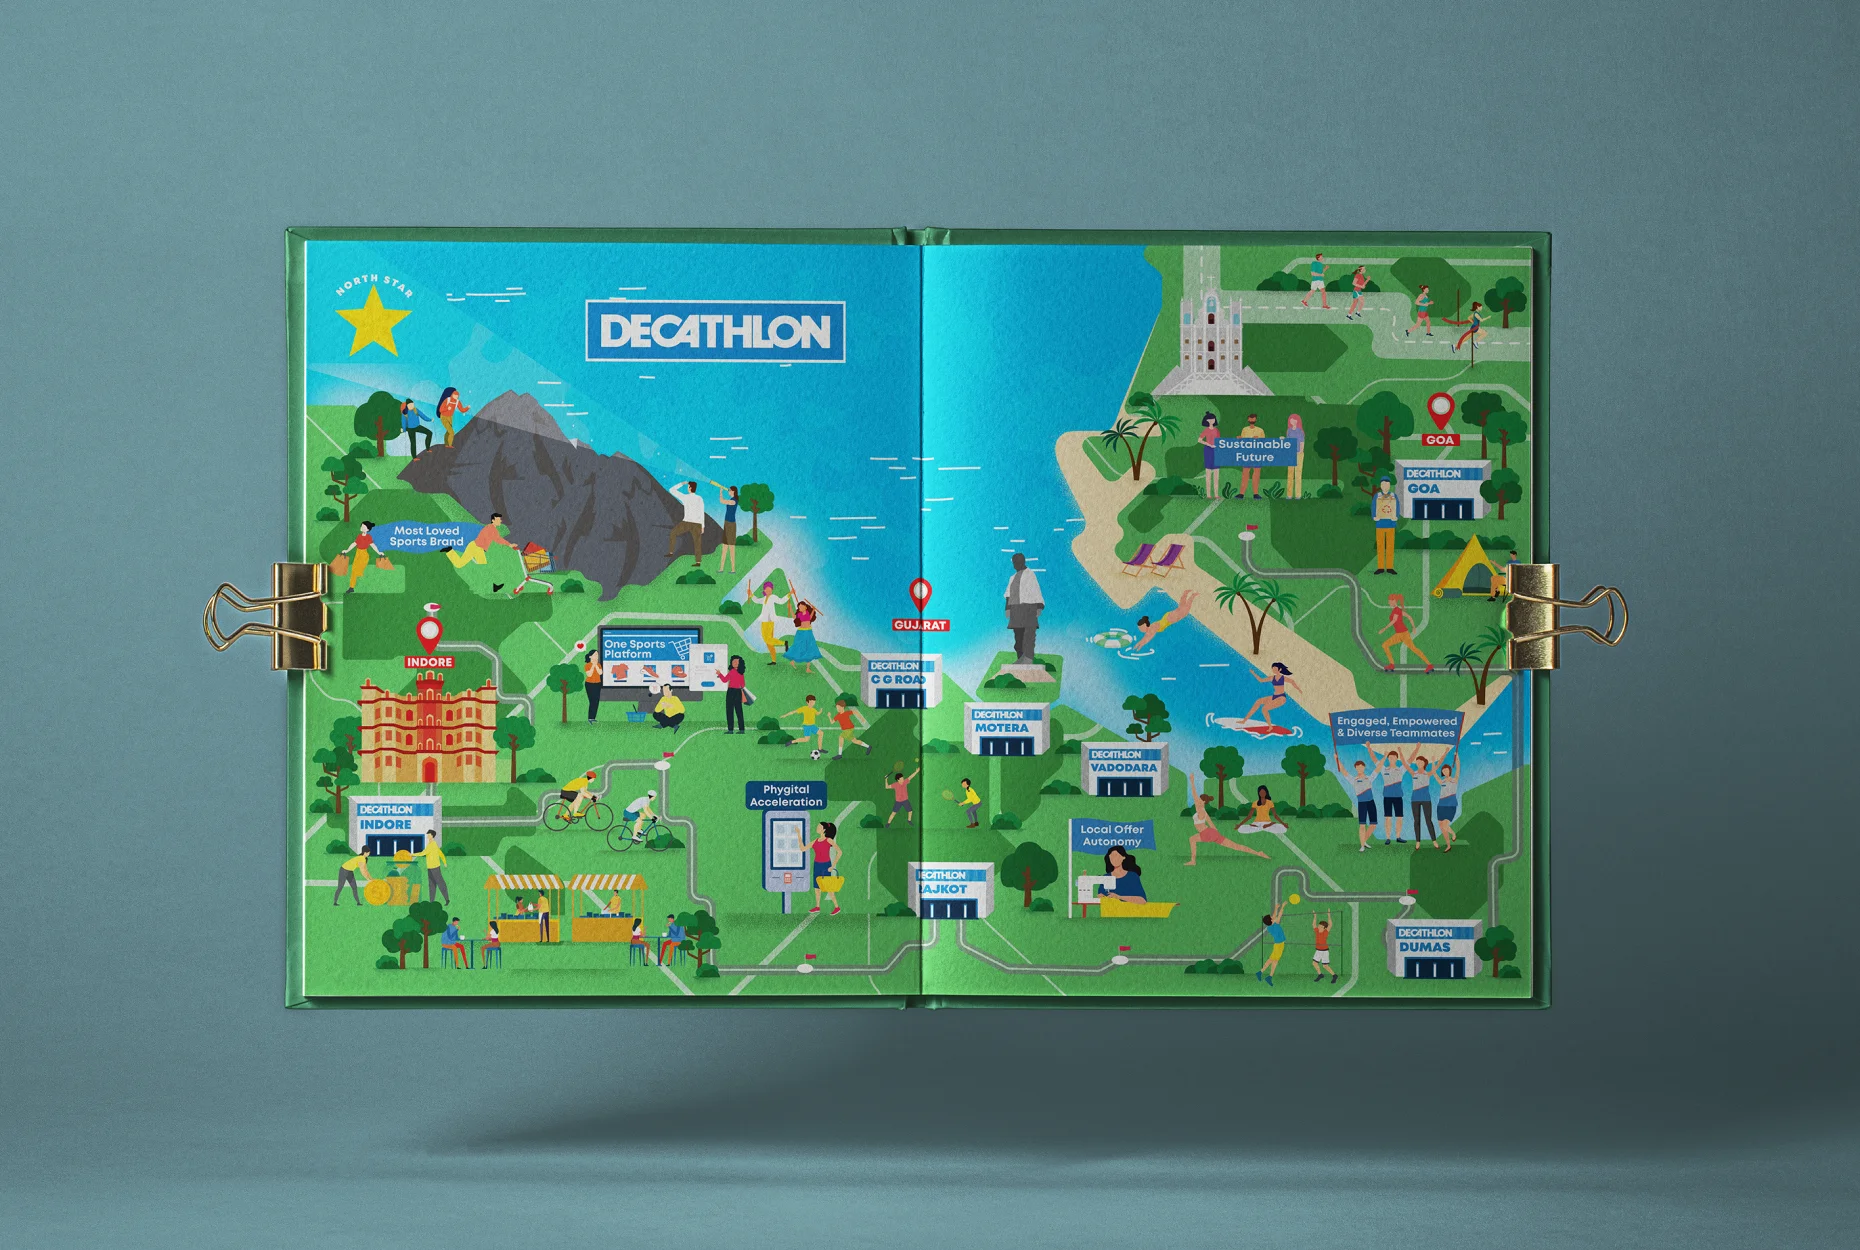 NORTH STAR
DECATHLON
Most Loved
Sports Brand
INDORE
One Sports
Platform
GUJARAT
DECATHLON
C G ROAD
DECATHLON
MOTERA
DECATHLON
VADODARA
DECATHLON
INDORE
Phygital
Acceleration
DECATHLON
RAJKOT
Local Offer
Autonomy
Sustainable
Future
GOA
DECATHLON
GOA
Engaged, Empowered
& Diverse Teammates
DECATHLON
DUMAS